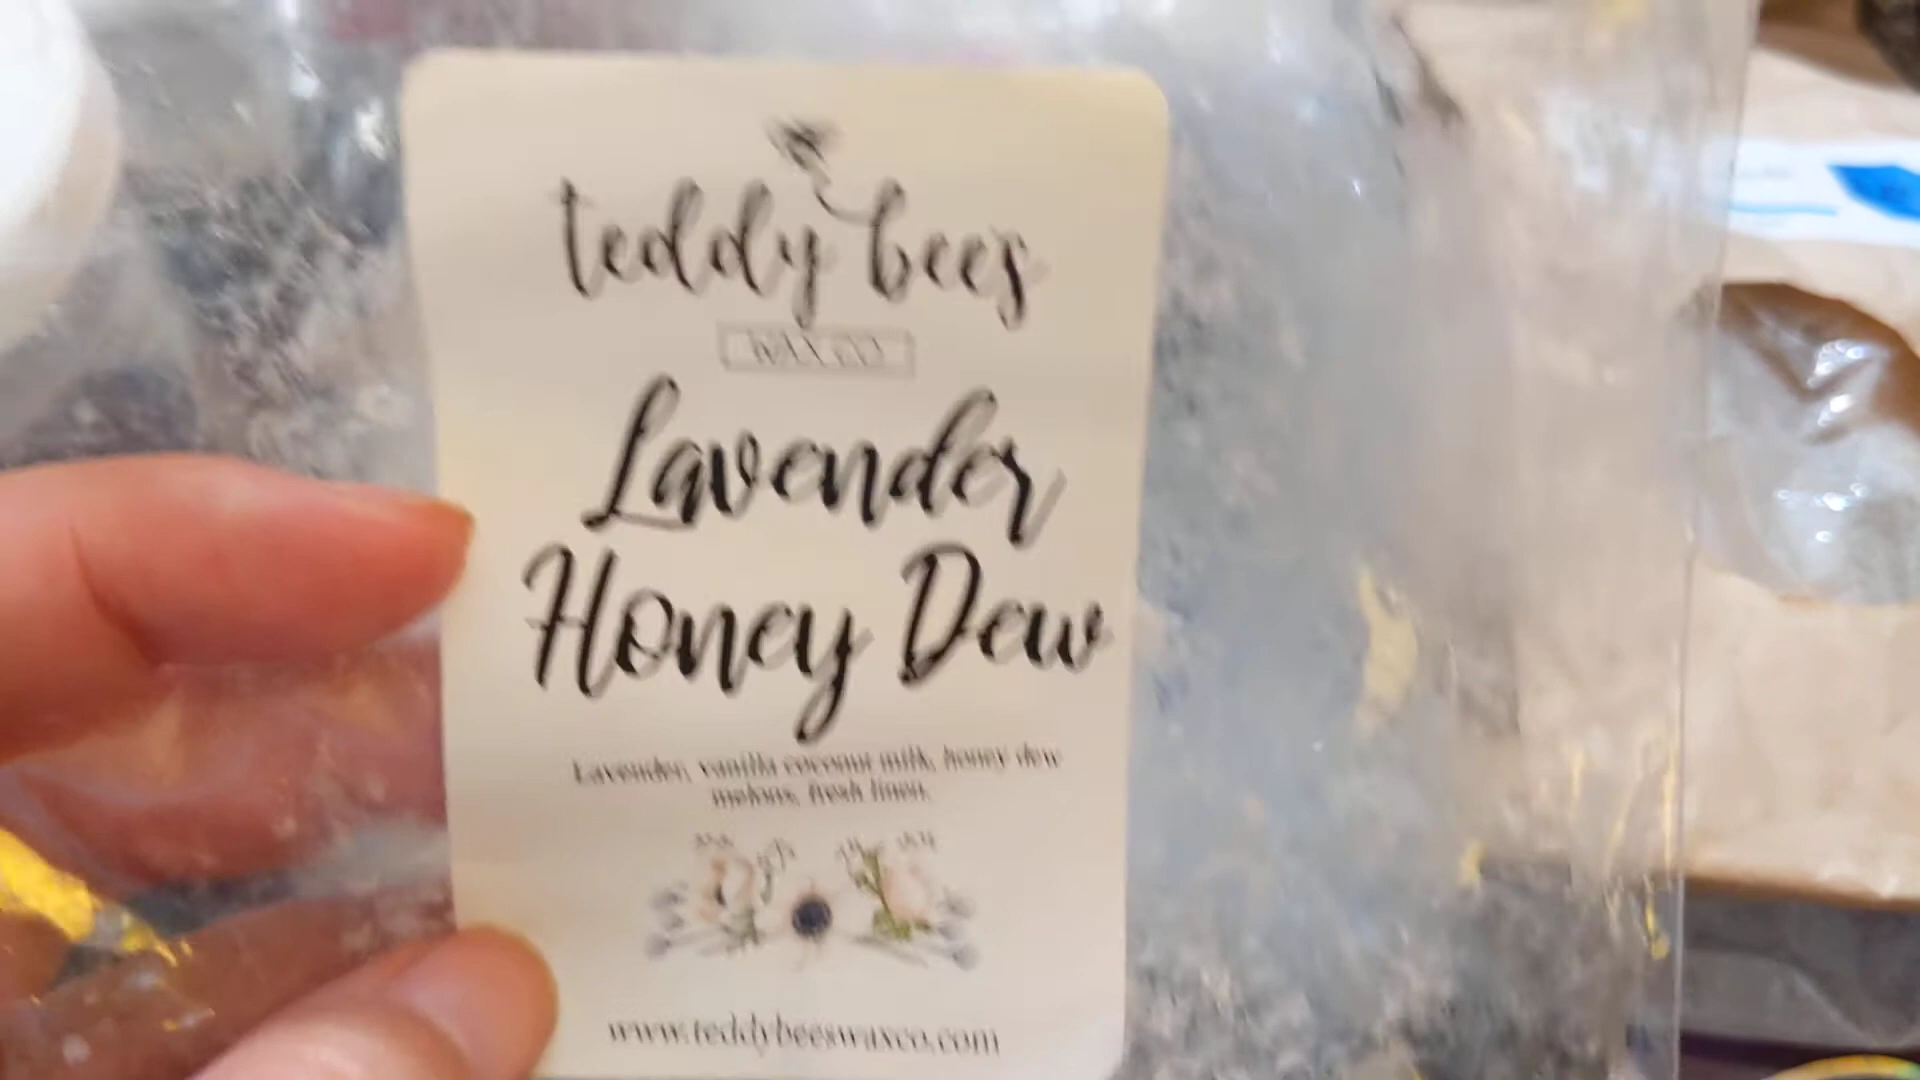 teddy bees
WAX CO
Lavender
Honey Dew
Lavender, vanilla coconut milk, honey dew
melons, fresh linen.
www.teddybeeswaxco.com